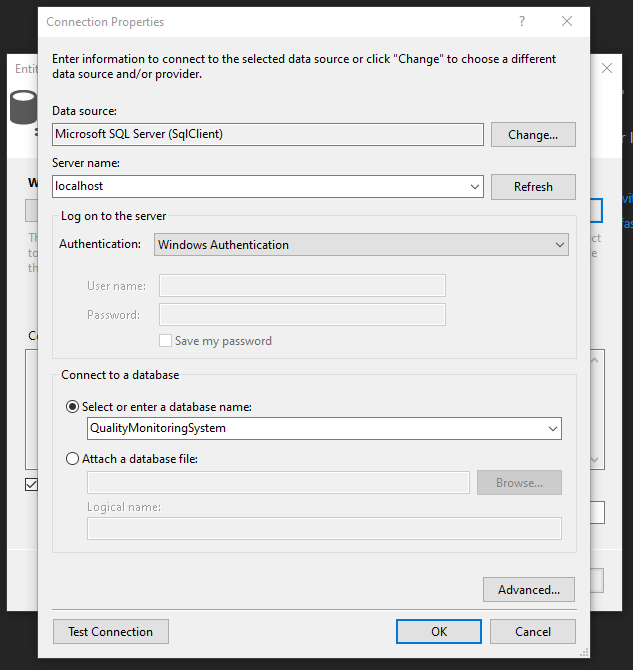 Connection Properties
?
Entit
Enter information to connect to the selected data source or click "Change" to choose a different
data source and/or provider.
Data source:
Microsoft SQL Server (SqlClient)
Change...
Server name:
localhost
Refresh
W
Log on to the server
Authentication:
Windows Authentication
User name:
Password:
Save my password
Connect to a database
Select or enter a database name:
QualityMonitoringSystem
Attach a database file:
Browse...
Logical name:
Advanced...
Test Connection
OK
Cancel